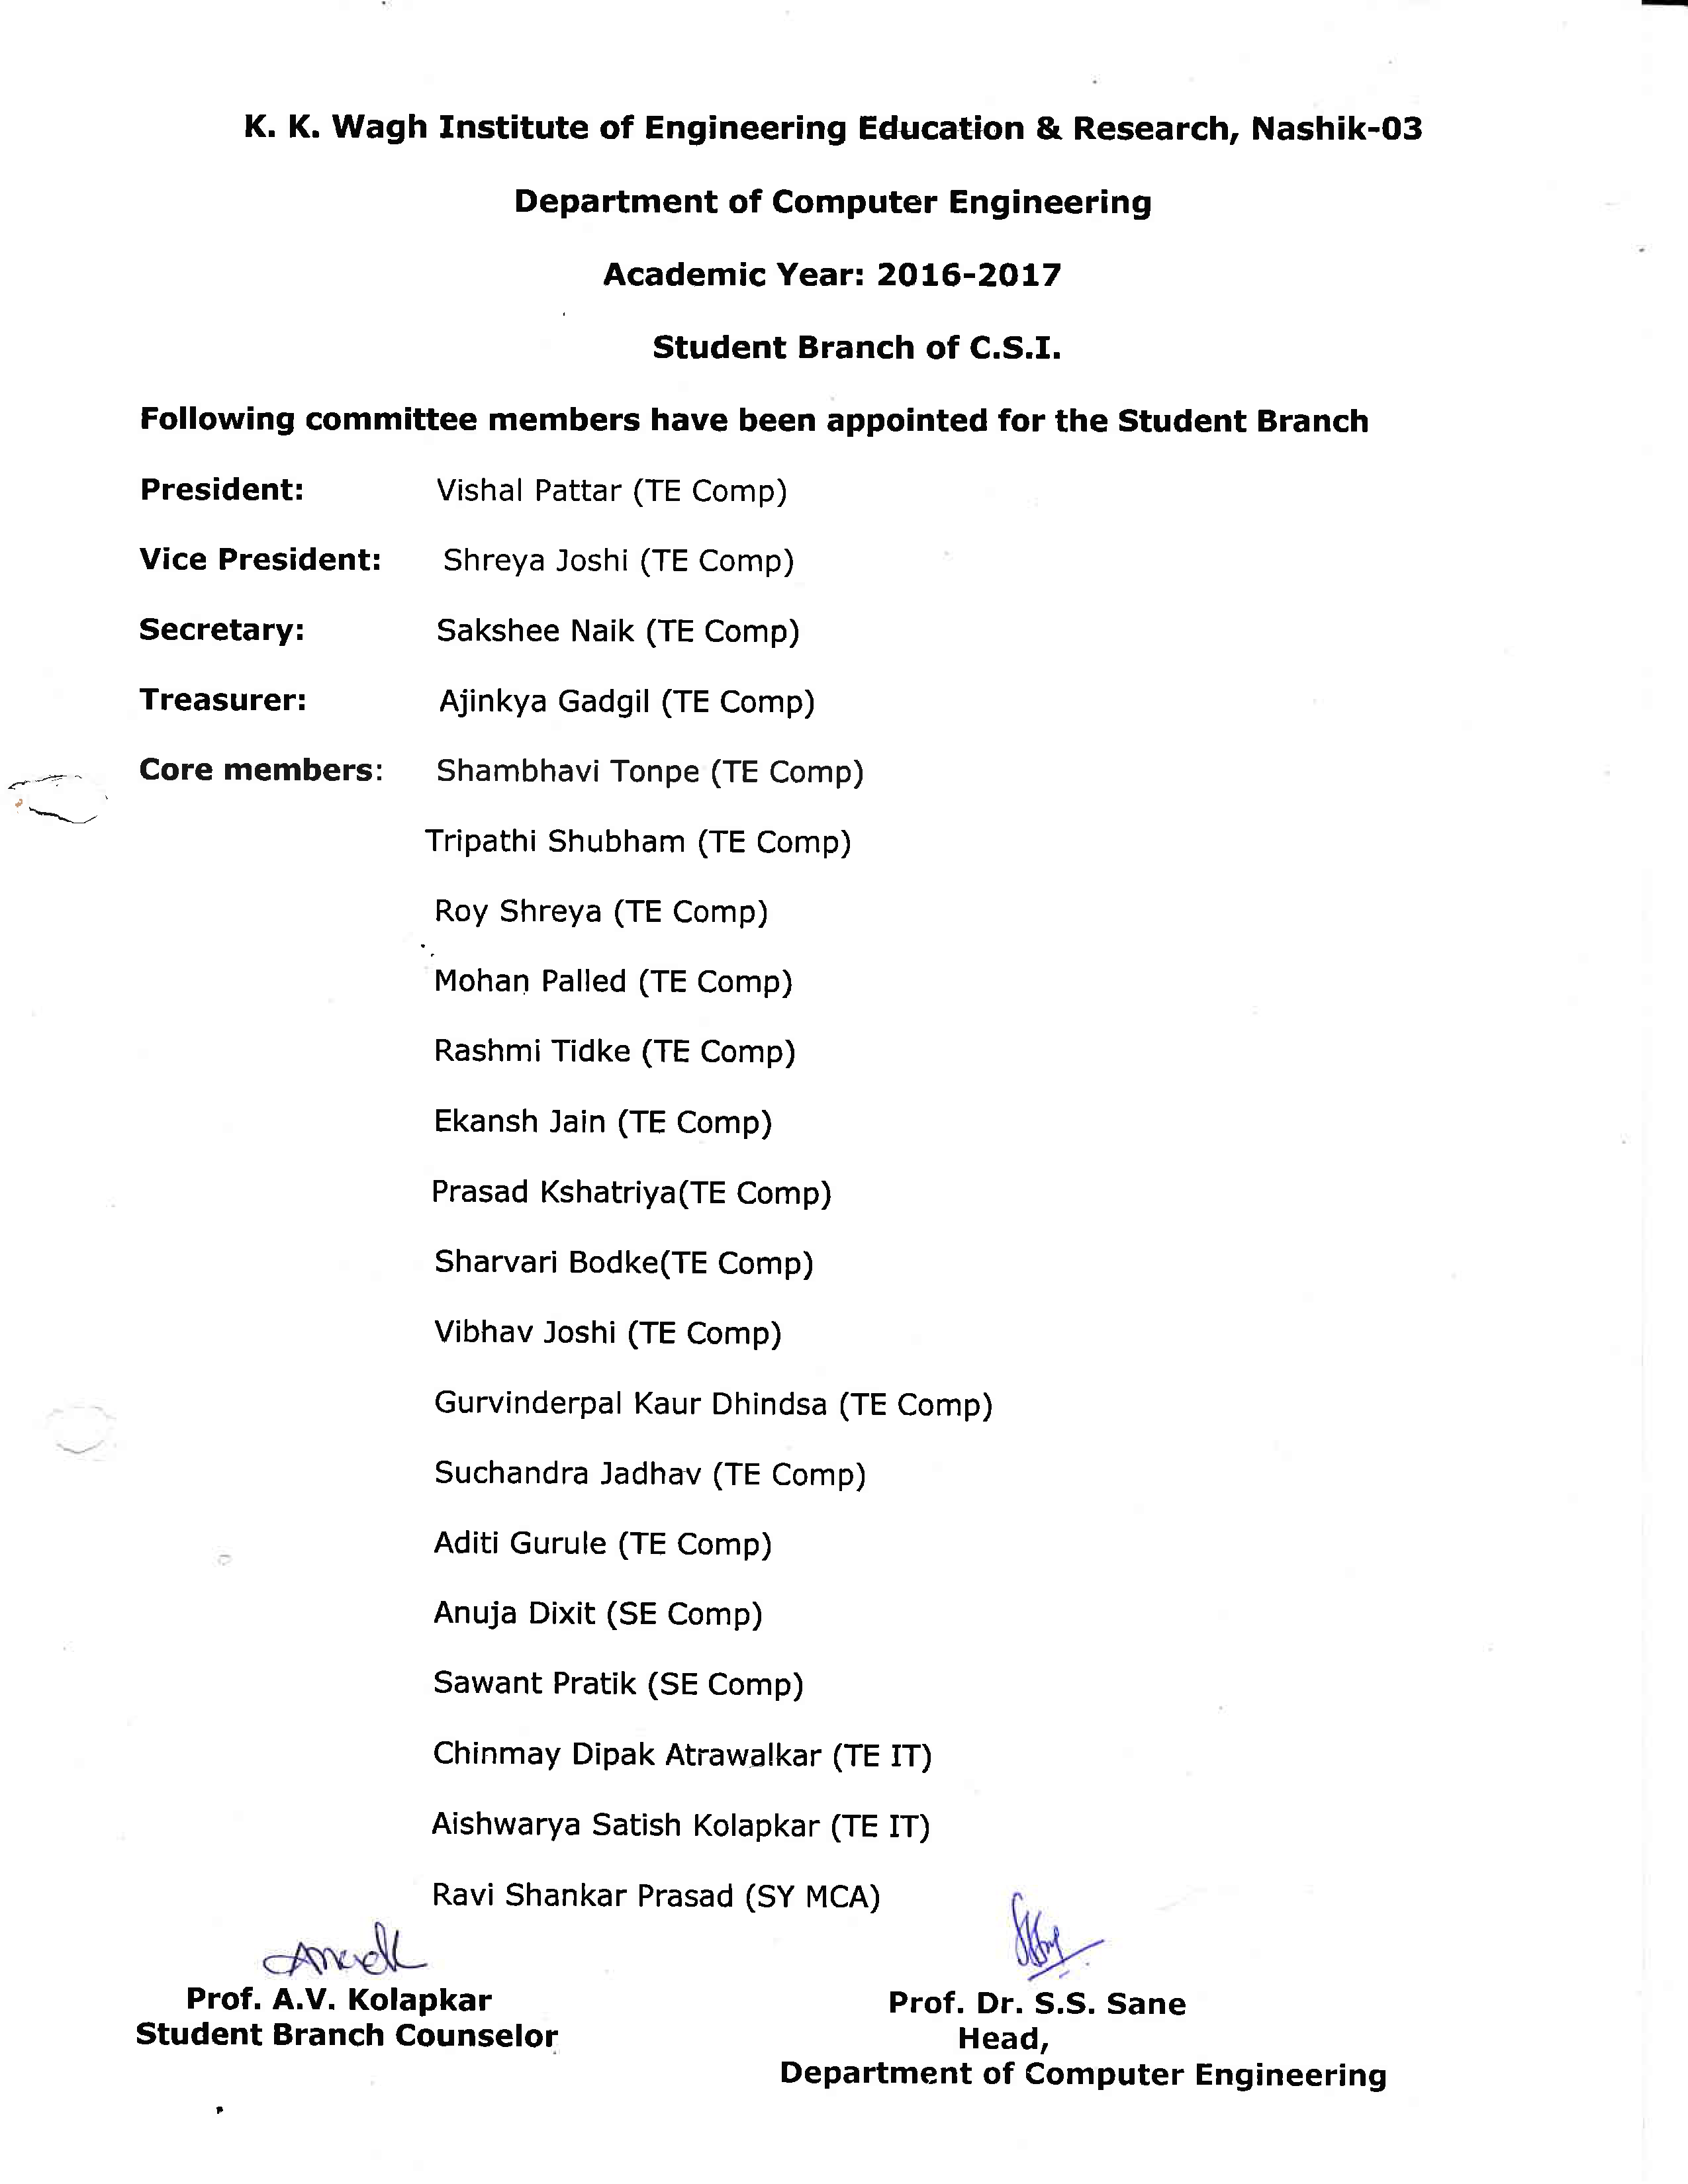 K. K. Wagh Institute of Engineering Education & Research, Nashik-03
Department of Computer Engineering
Academic Year: 2016-2017
Student Branch of C.S.I.
Following committee members have been appointed for the Student Branch
President: Vishal Pattar (TE Comp)
Vice President: Shreya Joshi (TE Comp)
Secretary: Sakshee Naik (TE Comp)
Treasurer: Ajinkya Gadgil (TE Comp)
Core members: Shambhavi Tonpe (TE Comp)
Tripathi Shubham (TE Comp)
Roy Shreya (TE Comp)
Mohan Palled (TE Comp)
Rashmi Tidke (TE Comp)
Ekansh Jain (TE Comp)
Prasad Kshatriya(TE Comp)
Sharvari Bodke(TE Comp)
Vibhav Joshi (TE Comp)
Gurvinderpal Kaur Dhindsa (TE Comp)
Suchandra Jadhav (TE Comp)
Aditi Gurule (TE Comp)
Anuja Dixit (SE Comp)
Sawant Pratik (SE Comp)
Chinmay Dipak Atrawalkar (TE IT)
Aishwarya Satish Kolapkar (TE IT)
Ravi Shankar Prasad (SY MCA)
Prof. A.V. Kolapkar
Student Branch Counselor
Prof. Dr. S.S. Sane
Head,
Department of Computer Engineering